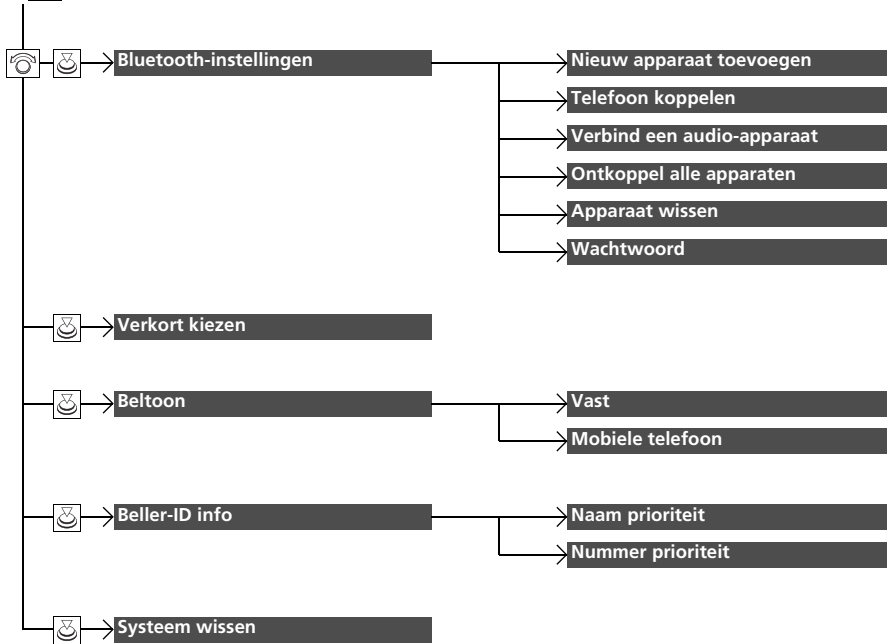 Bluetooth-instellingen
Nieuw apparaat toevoegen
Telefoon koppelen
Verbind een audio-apparaat
Ontkoppel alle apparaten
Apparaat wissen
Wachtwoord
Verkort kiezen
Beltoon
Vast
Mobiele telefoon
Beller-ID info
Naam prioriteit
Nummer prioriteit
Systeem wissen